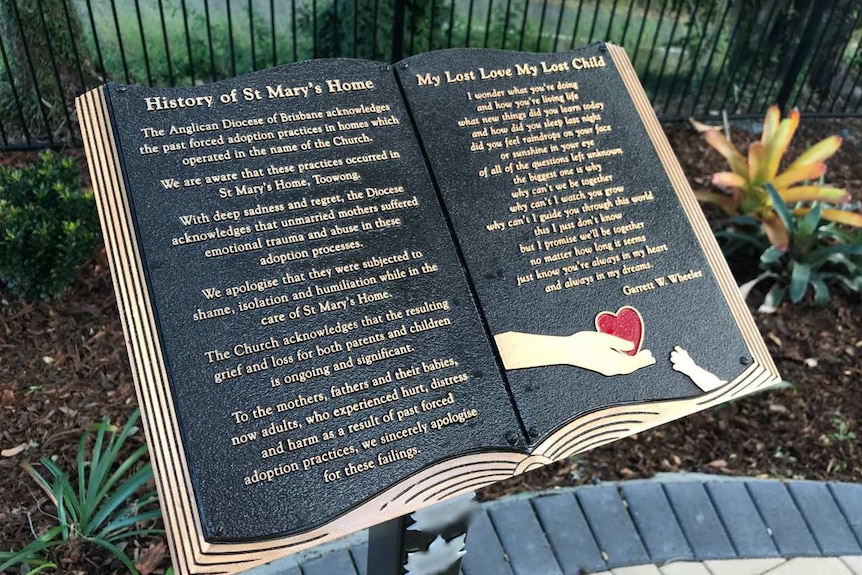 History of St Mary's Home
The Anglican Diocese of Brisbane acknowledges
the past forced adoption practices in homes which
operated in the name of the Church.
We are aware that these practices occurred in
St Mary's Home, Toowong.
With deep sadness and regret, the Diocese
acknowledges that unmarried mothers suffered
emotional trauma and abuse in these
adoption processes.
We apologise that they were subjected to
shame, isolation and humiliation while in the
care of St Mary's Home.
The Church acknowledges that the resulting
grief and loss for both parents and children
is ongoing and significant.
To the mothers, fathers and their babies,
now adults, who experienced hurt, distress
and harm as a result of past forced
adoption practices, we sincerely apologise
for these failings.
My Lost Love My Lost Child
I wonder what you're doing
and how you're living life
what new things did you learn today
and how did you sleep last night
did you feel raindrops on your face
or sunshine in your eye
of all of the questions left unknown
the biggest one is why
why can't we be together
why can't I watch you grow
why can't I guide you through this world
this I just don't know
but I promise we'll be together
no matter how long is seems
just know you're always in my heart
and always in my dreams.
Garrett W. Wheeler